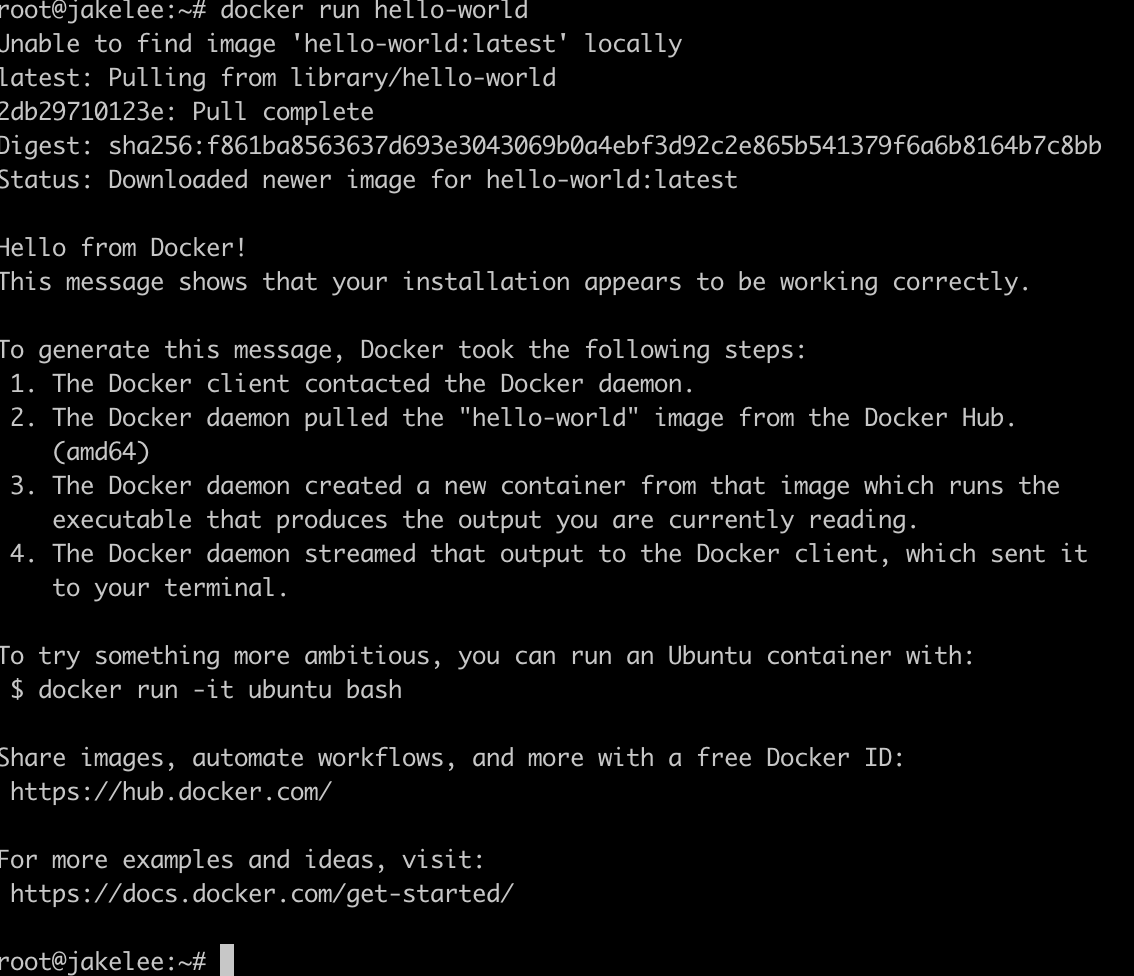 root@jakelee:~# docker run hello-world
Unable to find image 'hello-world:latest' locally
latest: Pulling from library/hello-world
2db29710123e: Pull complete
Digest: sha256:f861ba8563637d693e3043069b0a4ebf3d92c2e865b541379f6a6b8164b7c8bb
Status: Downloaded newer image for hello-world:latest

Hello from Docker!
This message shows that your installation appears to be working correctly.

To generate this message, Docker took the following steps:
 1. The Docker client contacted the Docker daemon.
 2. The Docker daemon pulled the "hello-world" image from the Docker Hub.
    (amd64)
 3. The Docker daemon created a new container from that image which runs the
    executable that produces the output you are currently reading.
 4. The Docker daemon streamed that output to the Docker client, which sent it
    to your terminal.

To try something more ambitious, you can run an Ubuntu container with:
 $ docker run -it ubuntu bash

Share images, automate workflows, and more with a free Docker ID:
 https://hub.docker.com/

For more examples and ideas, visit:
 https://docs.docker.com/get-started/

root@jakelee:~#